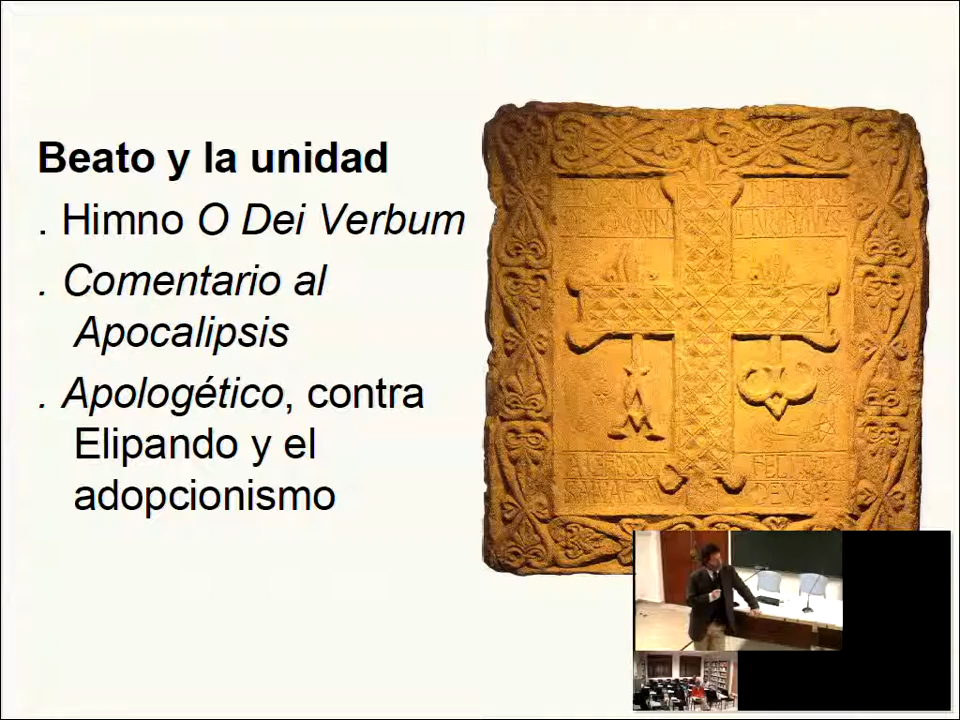 Beato y la unidad
. Himno O Dei Verbum
. Comentario al
Apocalipsis
. Apologético, contra
Elipando y el
adopcionismo